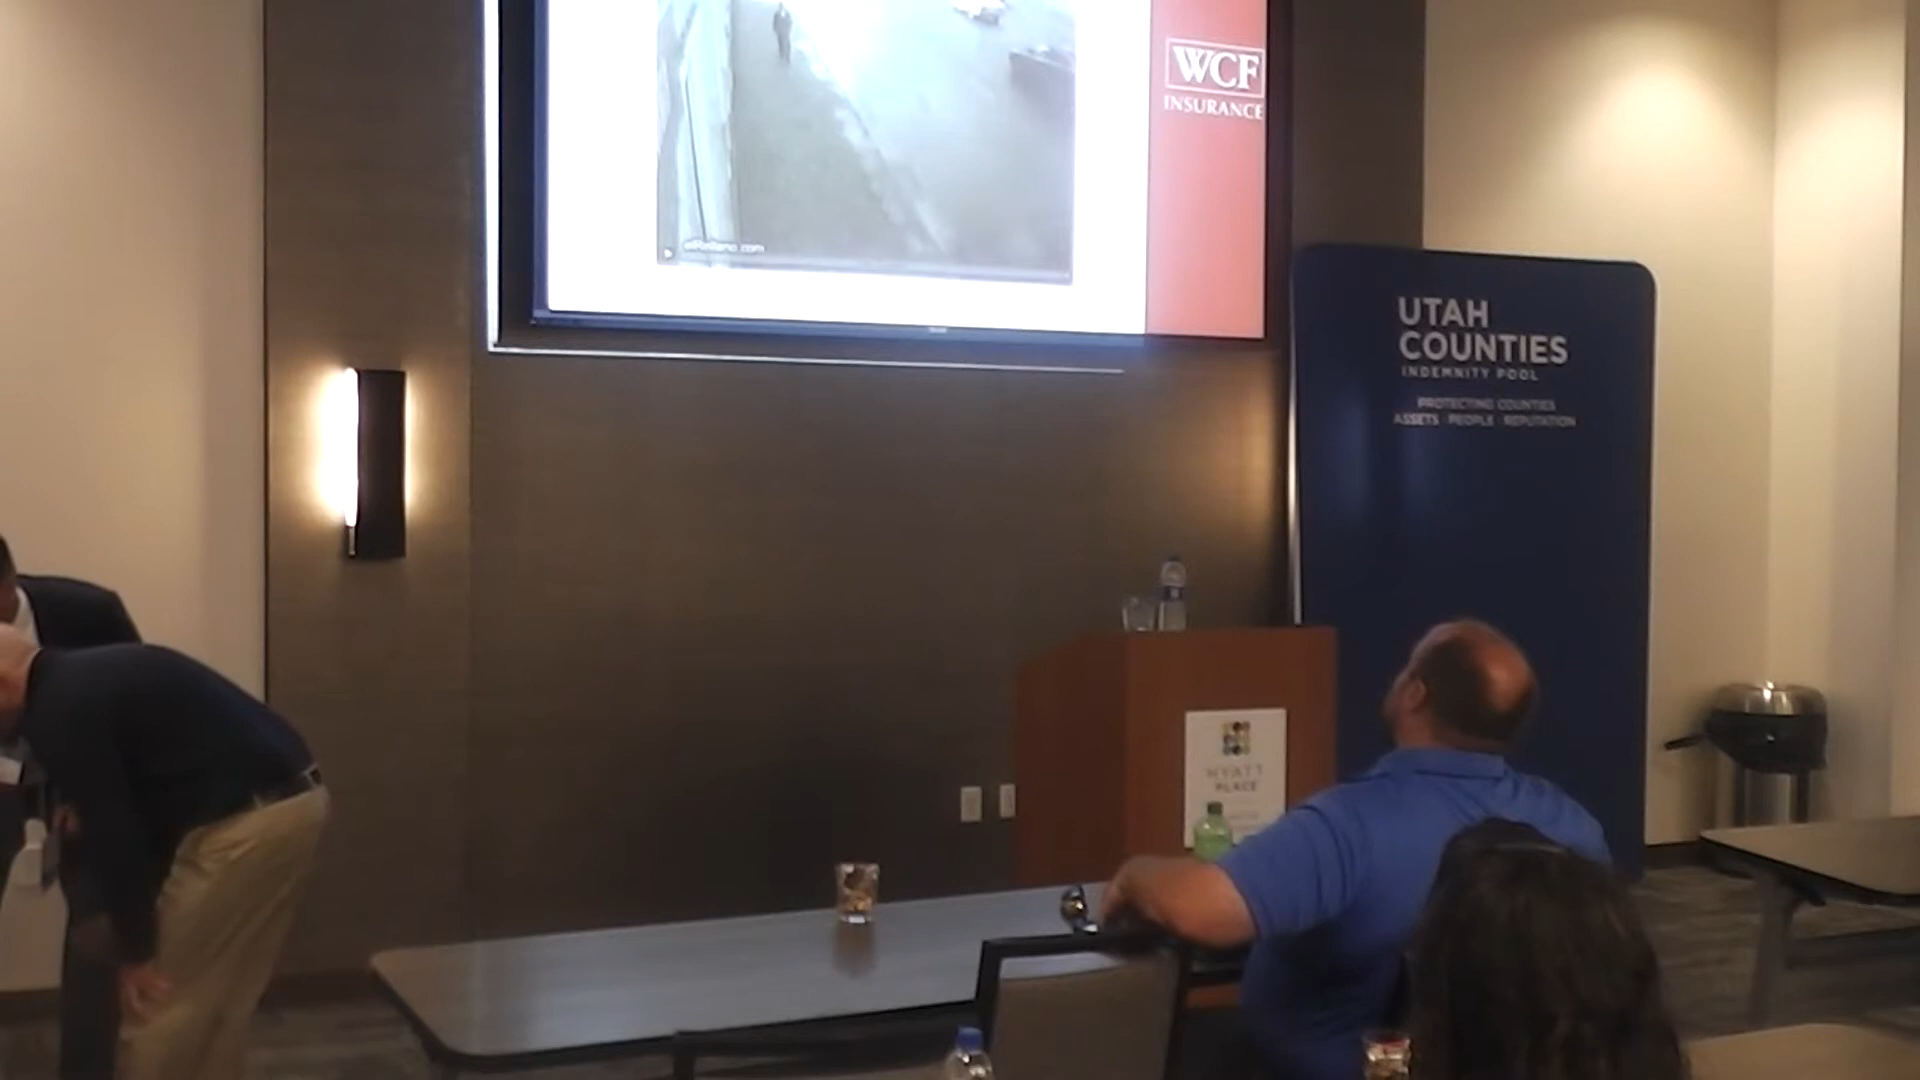 WCF
INSURANCE
UTAH
COUNTIES
INDEMNITY POOL
PROTECTING COUNTIES
ASSETS · PEOPLE · REPUTATION
HYATT
PLACE